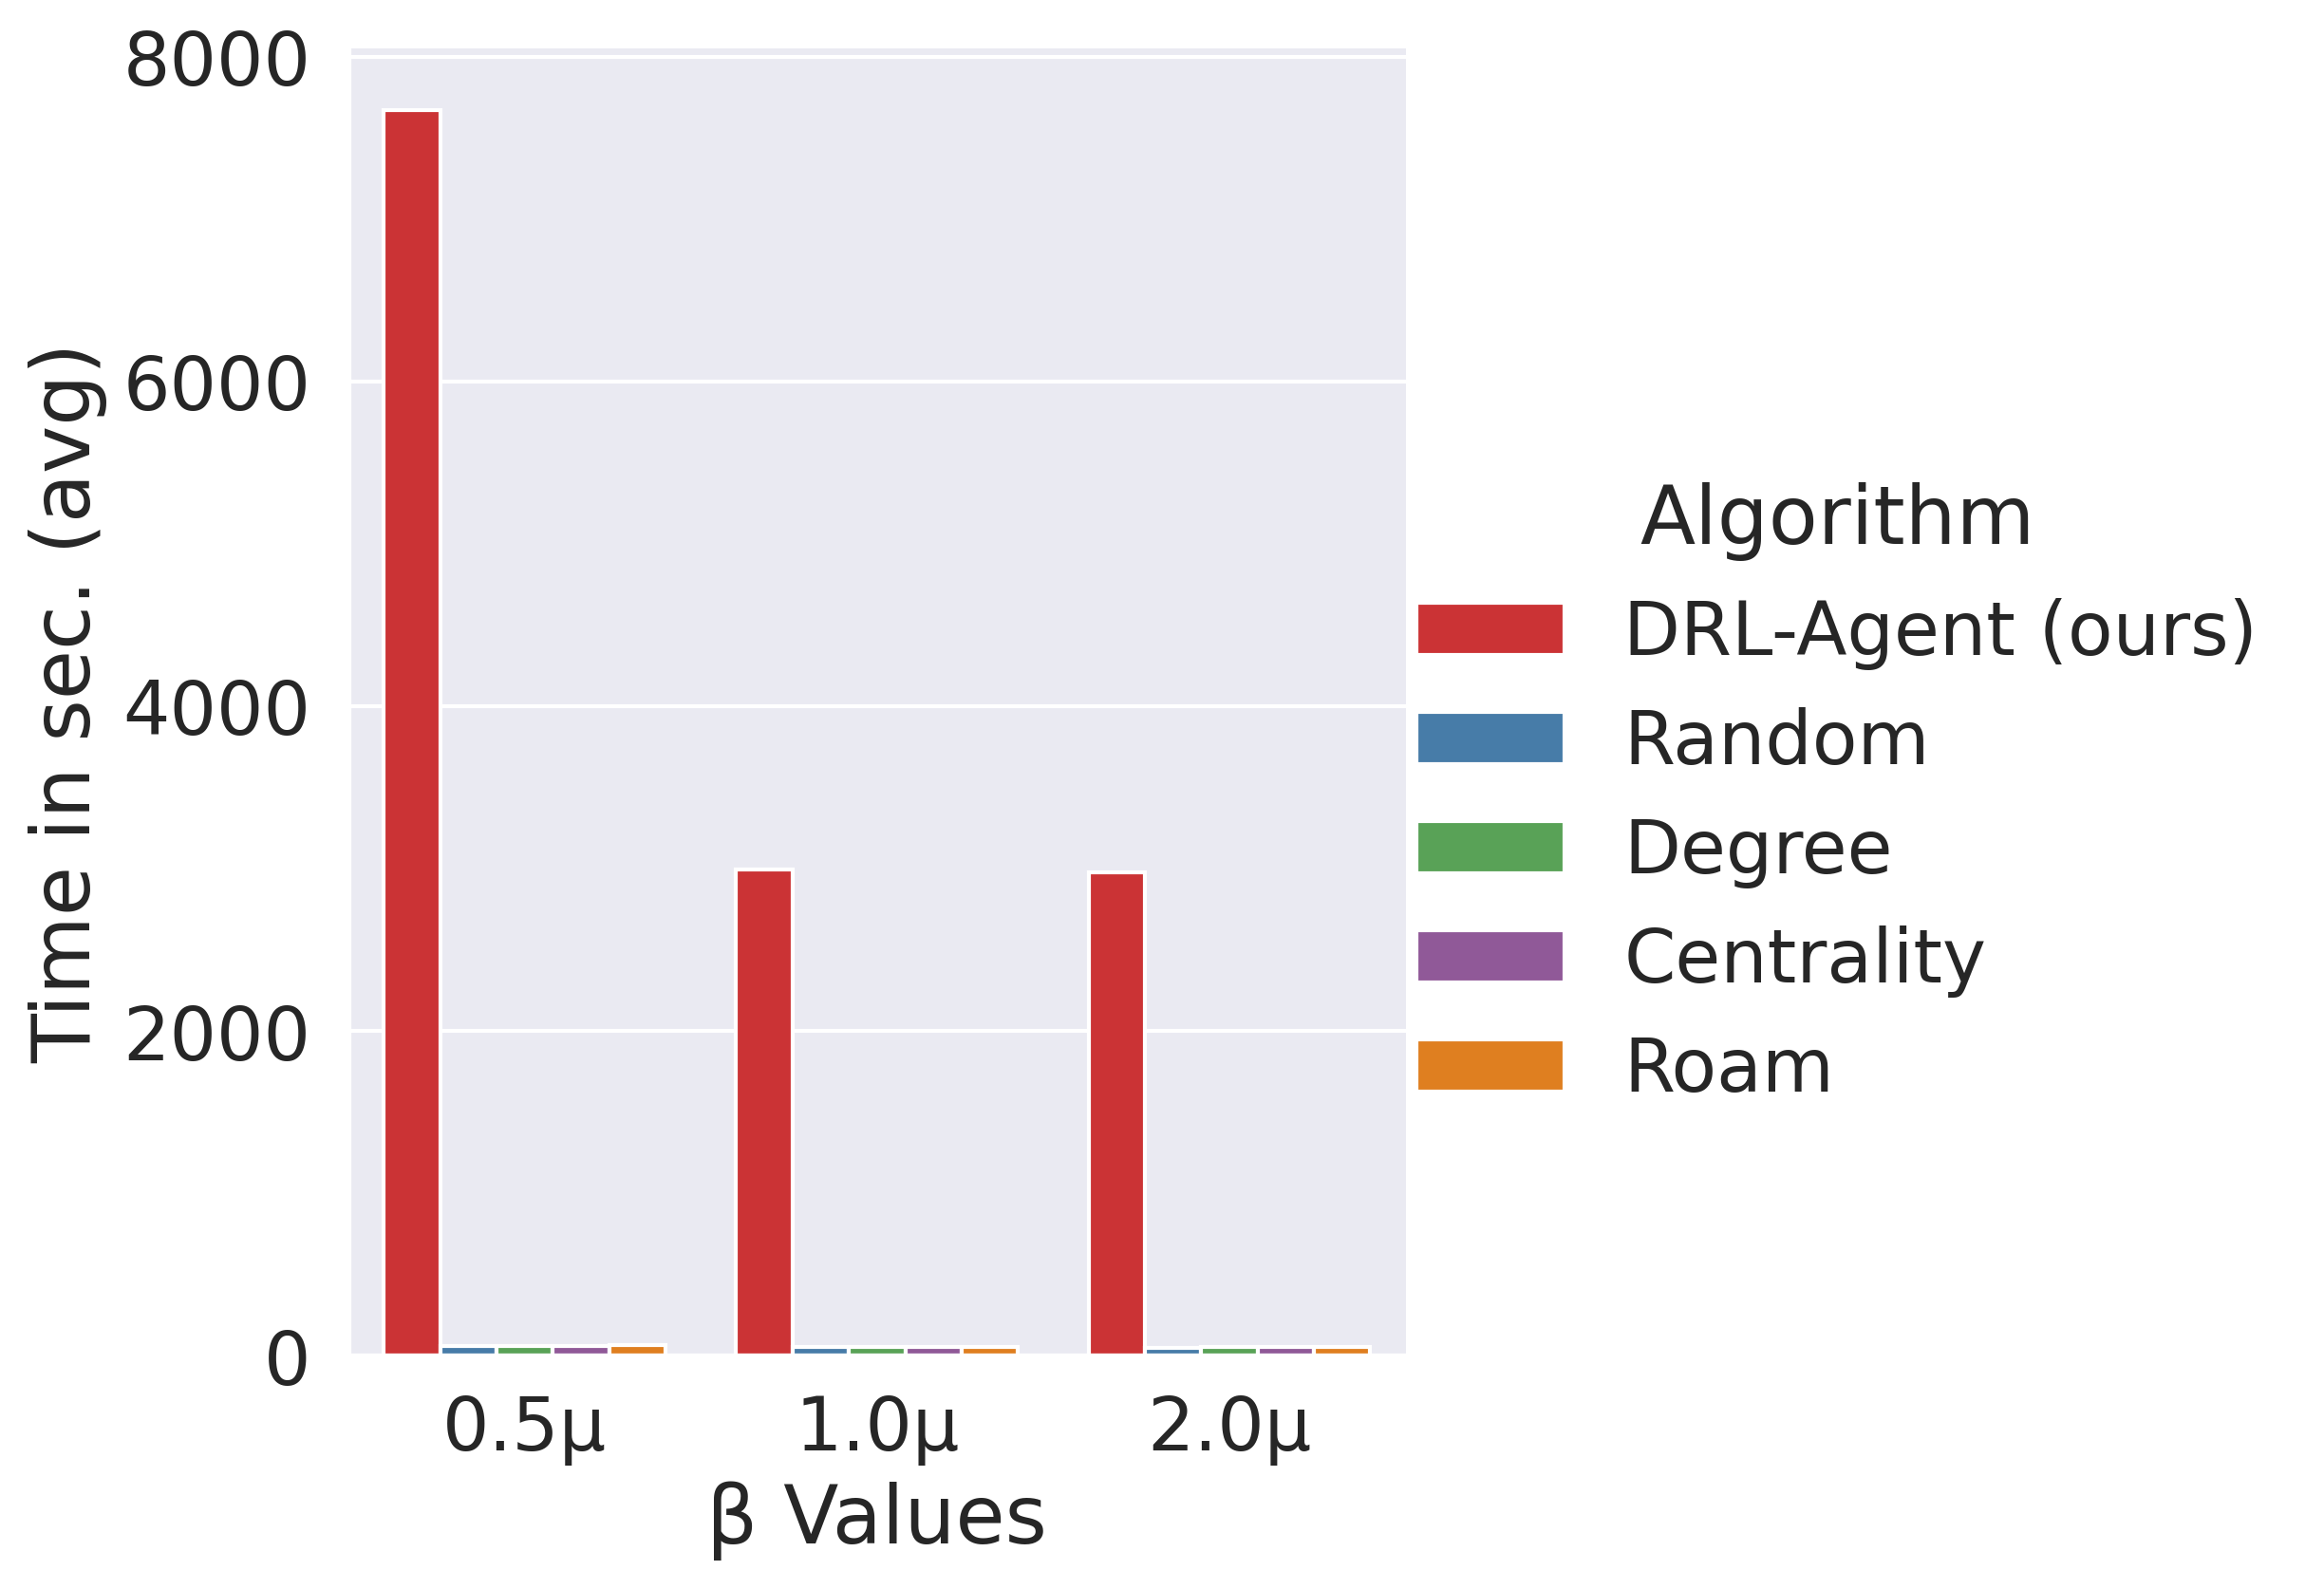 8000
6000
4000
2000
0
Time in sec. (avg)
0.5μ
1.0μ
2.0μ
β Values
Algorithm
DRL-Agent (ours)
Random
Degree
Centrality
Roam